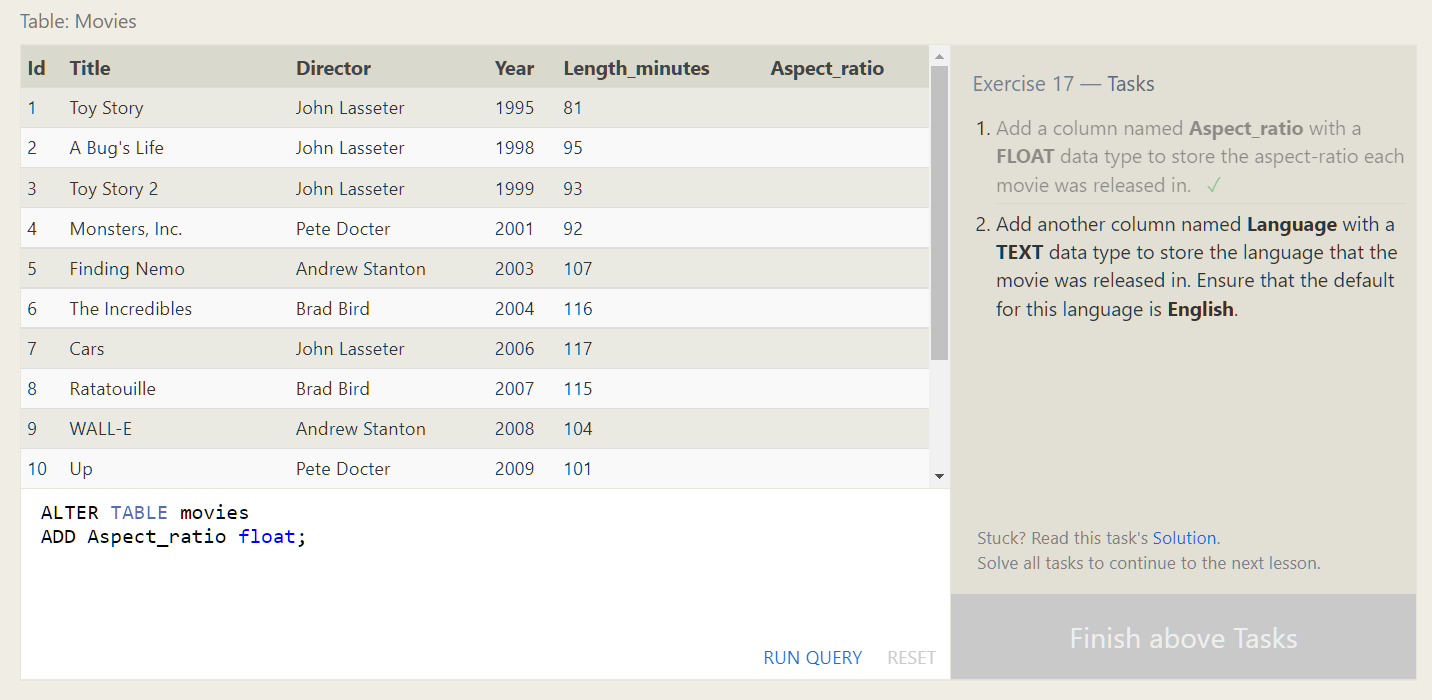 Table: Movies
Id Title Director Year Length_minutes Aspect_ratio
1 Toy Story John Lasseter 1995 81
2 A Bug's Life John Lasseter 1998 95
3 Toy Story 2 John Lasseter 1999 93
4 Monsters, Inc. Pete Docter 2001 92
5 Finding Nemo Andrew Stanton 2003 107
6 The Incredibles Brad Bird 2004 116
7 Cars John Lasseter 2006 117
8 Ratatouille Brad Bird 2007 115
9 WALL-E Andrew Stanton 2008 104
10 Up Pete Docter 2009 101
ALTER TABLE movies
ADD Aspect_ratio float;
RUN QUERY RESET
Exercise 17 — Tasks
1. Add a column named Aspect_ratio with a
FLOAT data type to store the aspect-ratio each
movie was released in. ✓
2. Add another column named Language with a
TEXT data type to store the language that the
movie was released in. Ensure that the default
for this language is English.
Stuck? Read this task's Solution.
Solve all tasks to continue to the next lesson.
Finish above Tasks